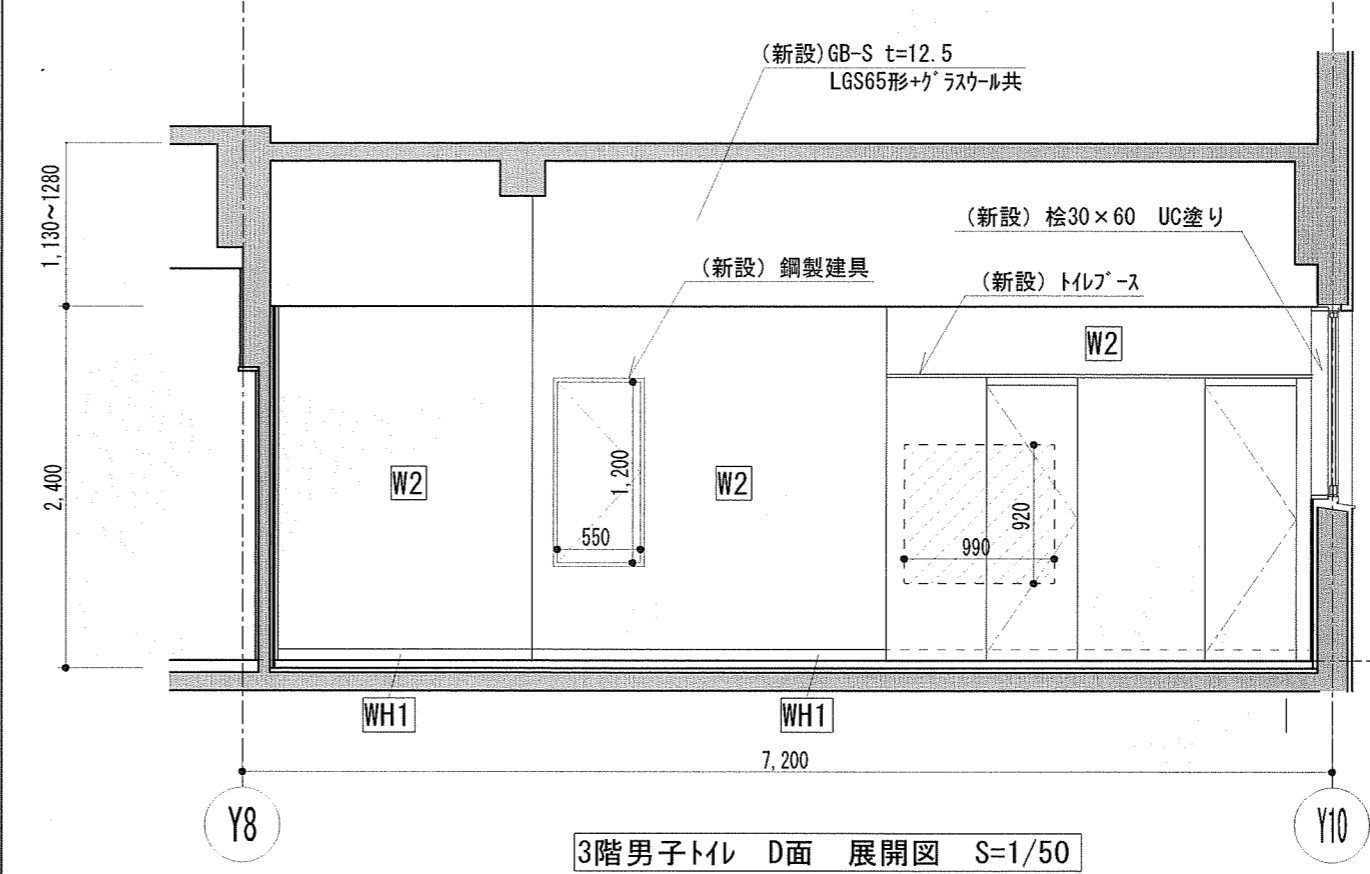 (新設)GB-S t=12.5
LGS65形+グラスウール共
1,130~1280
(新設) 桧30×60 UC塗り
(新設) 鋼製建具
(新設) トイレブース
W2
2,400
W2
1,200
W2
550
920
990
WH1
WH1
7,200
Y8
Y10
3階男子トイレ D面 展開図 S=1/50